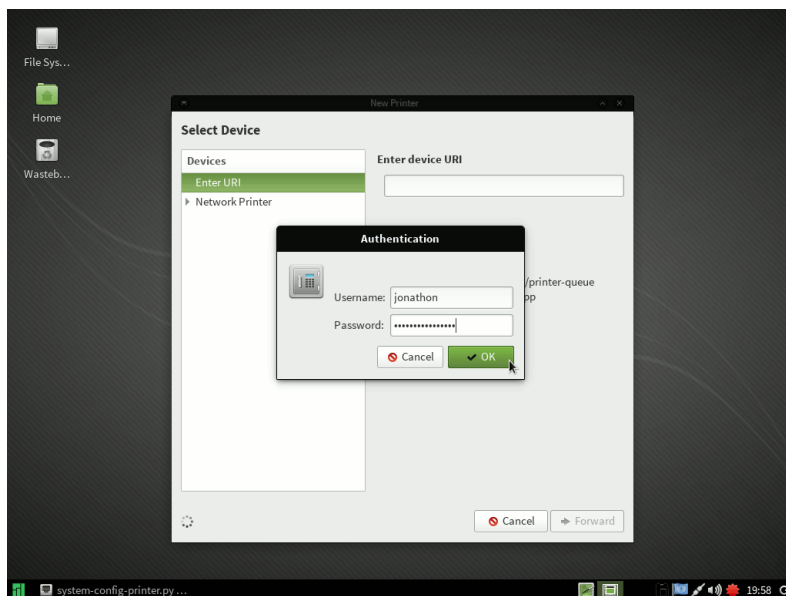 File Sys...
Home
Wasteb...
New Printer
Select Device
Devices
Enter URI
Network Printer
Enter device URI
/printer-queue
pp
Authentication
Username: jonathon
Password: ••••••••••••••••
Cancel
OK
Cancel
Forward
system-config-printer.py ...
19:58